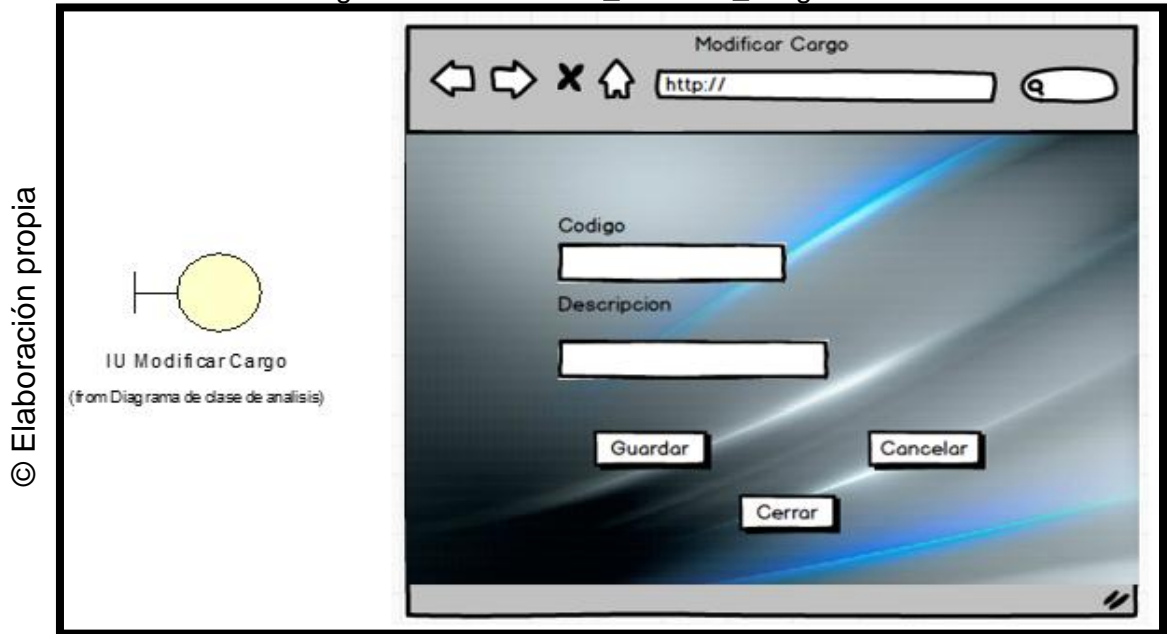 © Elaboración propia
IU Modificar Cargo
(from Diagrama de clase de analisis)
Modificar Cargo
http://
Codigo
Descripcion
Guardar
Cancelar
Cerrar